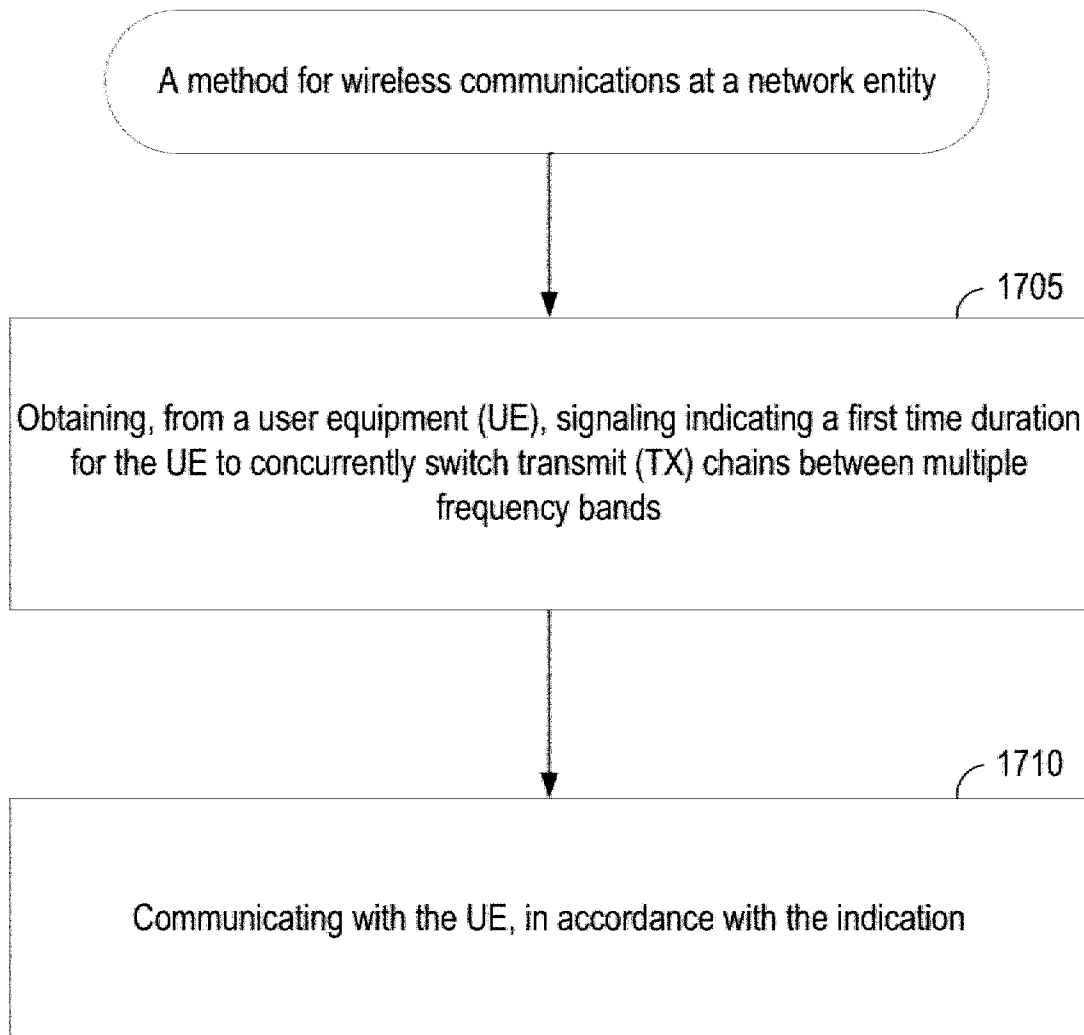 A method for wireless communications at a network entity
1705
Obtaining, from a user equipment (UE), signaling indicating a first time duration
for the UE to concurrently switch transmit (TX) chains between multiple
frequency bands
1710
Communicating with the UE, in accordance with the indication